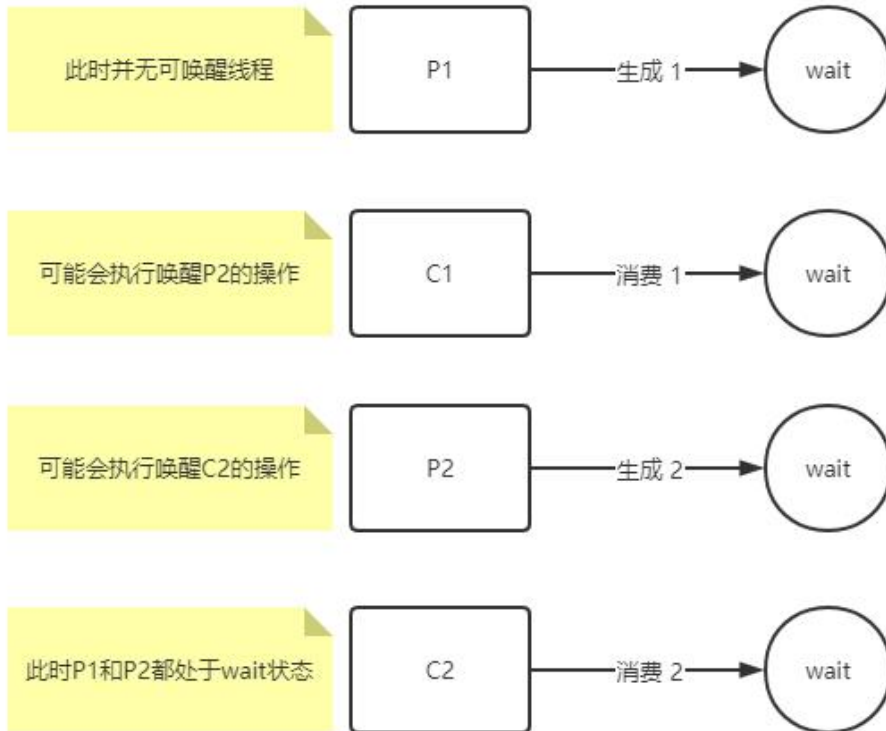 此时并无可唤醒线程
P1
生成 1
wait
可能会执行唤醒P2的操作
C1
消费 1
wait
可能会执行唤醒C2的操作
P2
生成 2
wait
此时P1和P2都处于wait状态
C2
消费 2
wait